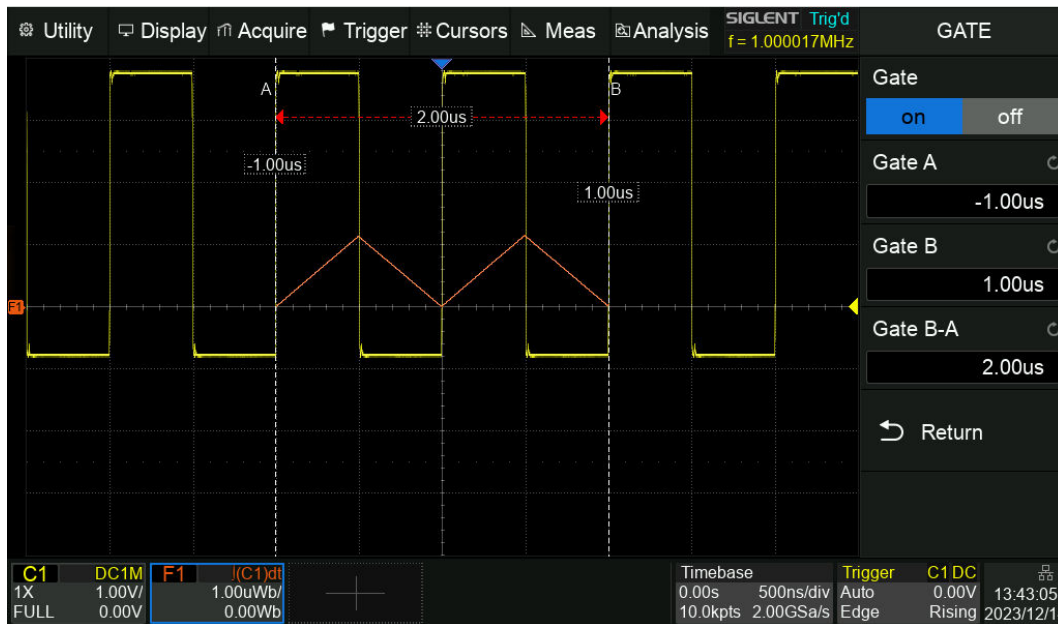 Utility Display Acquire Trigger Cursors Meas Analysis SIGLENT Trig'd
f = 1.000017MHz
GATE
Gate
on off
Gate A
-1.00us
Gate B
1.00us
Gate B-A
2.00us
Return
A
B
2.00us
-1.00us
1.00us
F1
C1 DC1M
1X 1.00V/
FULL 0.00V
F1 ∫(C1)dt
1.00uWb/
0.00Wb
Timebase
0.00s 500ns/div
10.0kpts 2.00GSa/s
Trigger C1 DC
Auto 0.00V
Edge Rising
13:43:05
2023/12/1